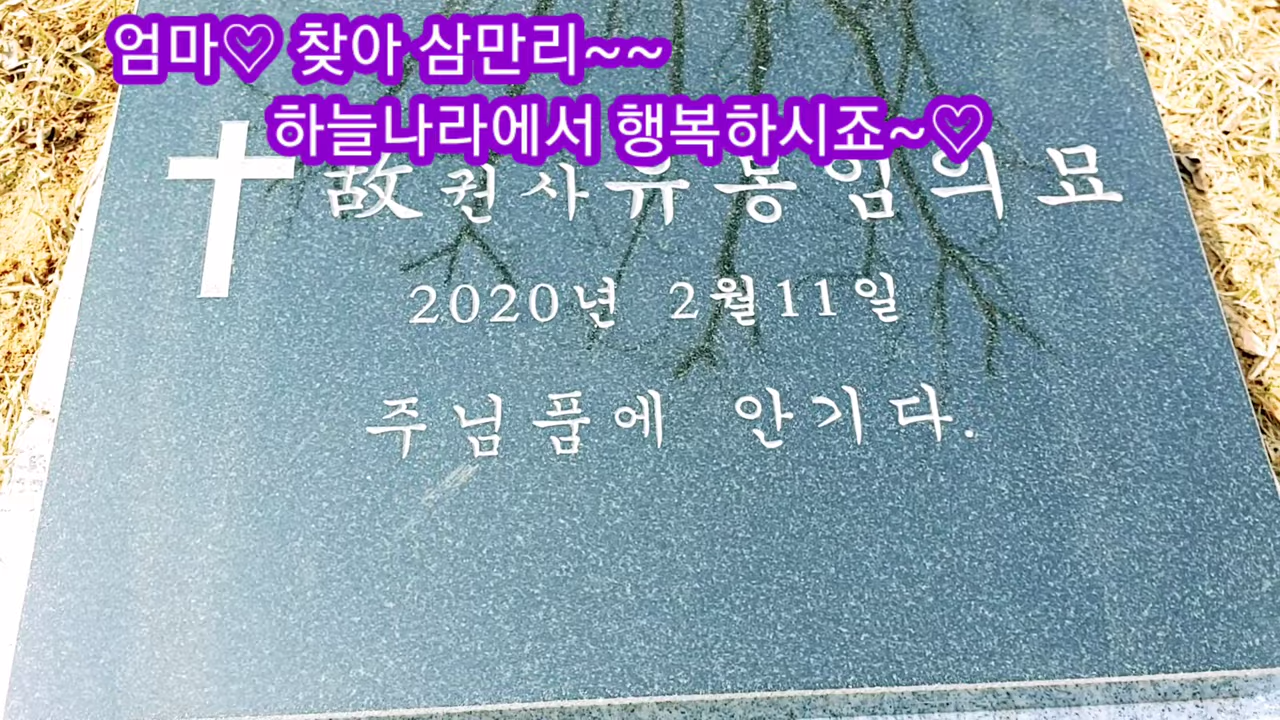 엄마♡ 찾아 삼만리~~
하늘나라에서 행복하시죠~♡
故권사유봉임의묘
2020년 2월11일
주님품에 안기다.